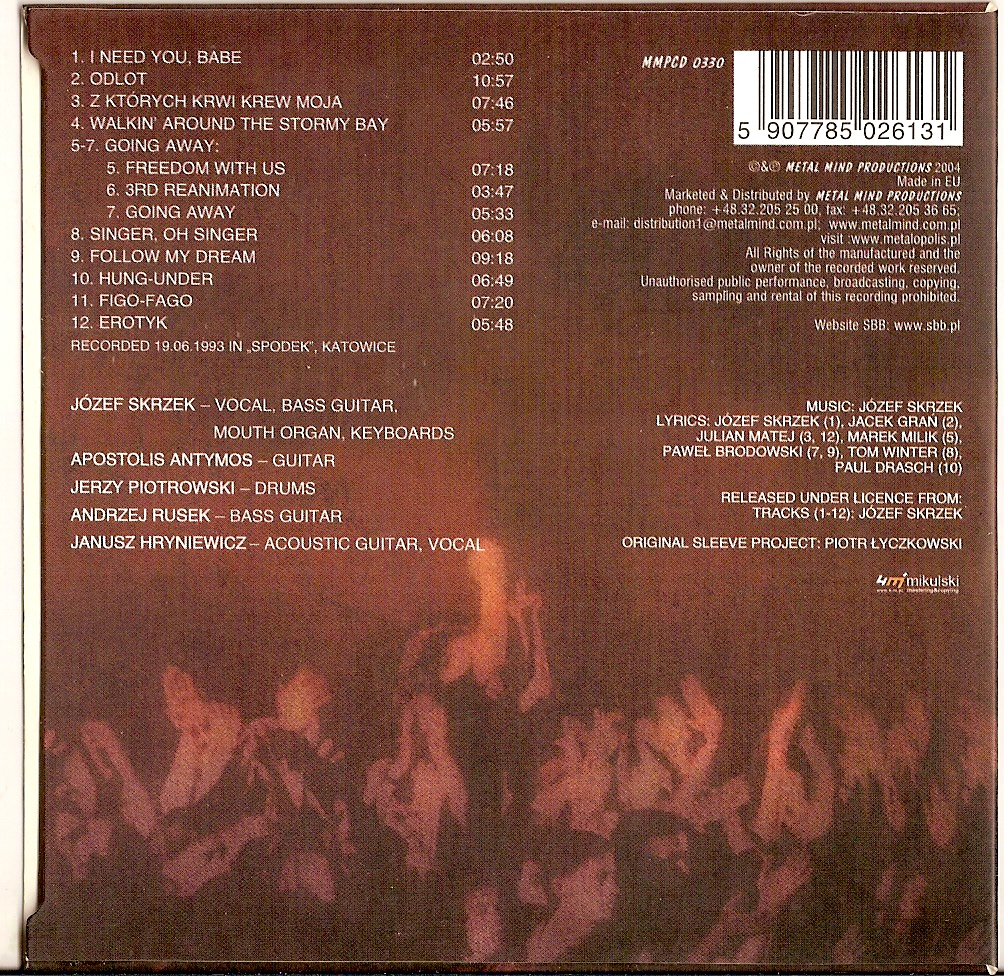 1. I NEED YOU, BABE 02:50
2. ODLOT 10:57
3. Z KTÓRYCH KRWI KREW MOJA 07:46
4. WALKIN' AROUND THE STORMY BAY 05:57
5-7. GOING AWAY:
5. FREEDOM WITH US 07:18
6. 3RD REANIMATION 03:47
7. GOING AWAY 05:33
8. SINGER, OH SINGER 06:08
9. FOLLOW MY DREAM 09:18
10. HUNG-UNDER 06:49
11. FIGO-FAGO 07:20
12. EROTYK 05:48
RECORDED 19.06.1993 IN „SPODEK", KATOWICE
JÓZEF SKRZEK – VOCAL, BASS GUITAR,
MOUTH ORGAN, KEYBOARDS
APOSTOLIS ANTYMOS – GUITAR
JERZY PIOTROWSKI – DRUMS
ANDRZEJ RUSEK – BASS GUITAR
JANUSZ HRYNIEWICZ – ACOUSTIC GUITAR, VOCAL
MMPCD 0330
5 907785 026131
©&℗ METAL MIND PRODUCTIONS 2004
Made in EU
Marketed & Distributed by METAL MIND PRODUCTIONS
phone: +48.32.205 25 00, fax: +48.32.205 36 65;
e-mail: distribution1@metalmind.com.pl; www.metalmind.com.pl
visit :www.metalopolis.pl
All Rights of the manufactured and the
owner of the recorded work reserved.
Unauthorised public performance, broadcasting, copying,
sampling and rental of this recording prohibited.
Website SBB: www.sbb.pl
MUSIC: JÓZEF SKRZEK
LYRICS: JÓZEF SKRZEK (1), JACEK GRAŃ (2),
JULIAN MATEJ (3, 12), MAREK MILIK (5),
PAWEŁ BRODOWSKI (7, 9), TOM WINTER (8),
PAUL DRASCH (10)
RELEASED UNDER LICENCE FROM:
TRACKS (1-12): JÓZEF SKRZEK
ORIGINAL SLEEVE PROJECT: PIOTR ŁYCZKOWSKI
4m mikulski